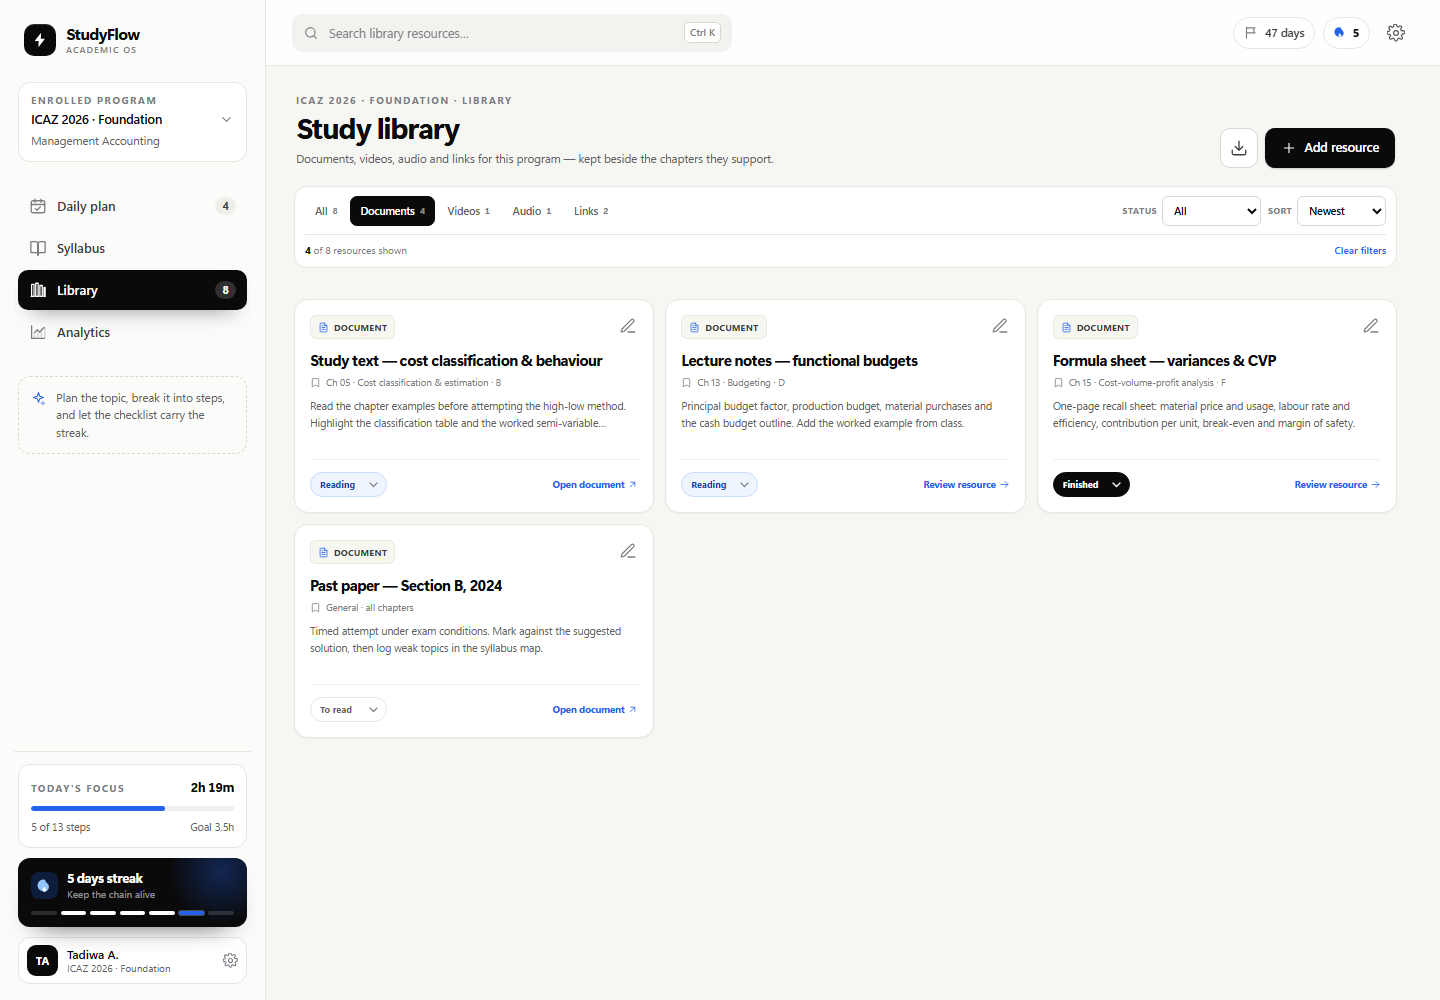 StudyFlow
ACADEMIC OS
ENROLLED PROGRAM
ICAZ 2026 · Foundation
Management Accounting
Daily plan 4
Syllabus
Library 8
Analytics
Plan the topic, break it into steps,
and let the checklist carry the
streak.
TODAY'S FOCUS 2h 19m
5 of 13 steps Goal 3.5h
5 days streak
Keep the chain alive
TA
Tadiwa A.
ICAZ 2026 · Foundation
Search library resources... Ctrl K
47 days
5
ICAZ 2026 · FOUNDATION · LIBRARY
Study library
Documents, videos, audio and links for this program — kept beside the chapters they support.
Add resource
All 8 Documents 4 Videos 1 Audio 1 Links 2
STATUS All SORT Newest
4 of 8 resources shown
Clear filters
DOCUMENT
Study text — cost classification & behaviour
Ch 05 · Cost classification & estimation · B
Read the chapter examples before attempting the high-low method.
Highlight the classification table and the worked semi-variable...
Reading
Open document
DOCUMENT
Lecture notes — functional budgets
Ch 13 · Budgeting · D
Principal budget factor, production budget, material purchases and
the cash budget outline. Add the worked example from class.
Reading
Review resource
DOCUMENT
Formula sheet — variances & CVP
Ch 15 · Cost-volume-profit analysis · F
One-page recall sheet: material price and usage, labour rate and
efficiency, contribution per unit, break-even and margin of safety.
Finished
Review resource
DOCUMENT
Past paper — Section B, 2024
General · all chapters
Timed attempt under exam conditions. Mark against the suggested
solution, then log weak topics in the syllabus map.
To read
Open document